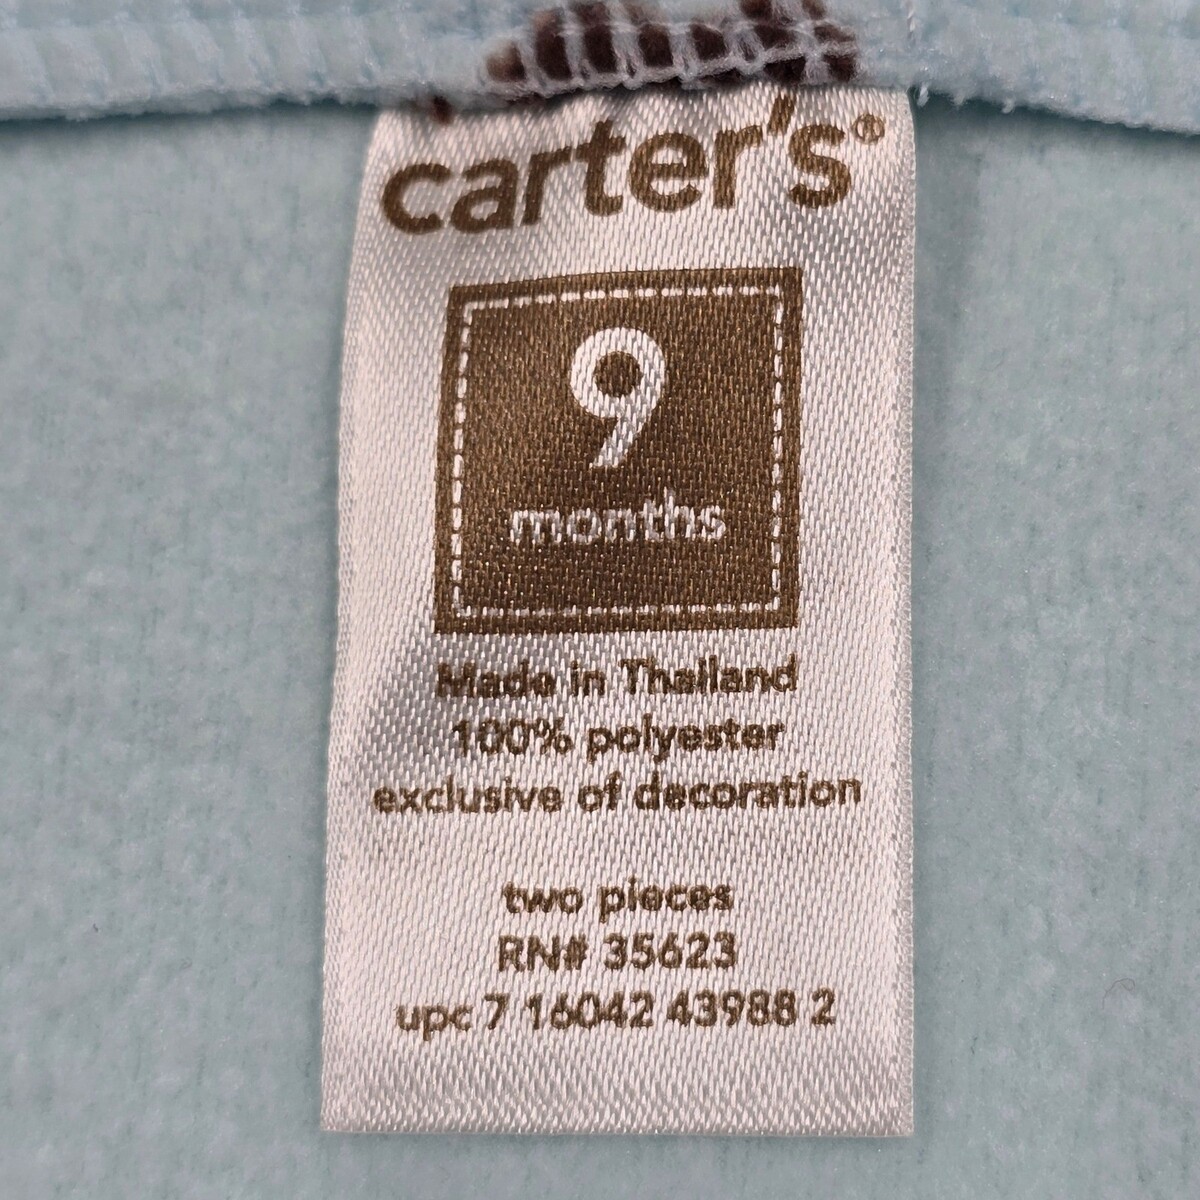 carter's®
9
months
Made in Thailand
100% polyester
exclusive of decoration
two pieces
RN# 35623
upc 7 16042 43988 2